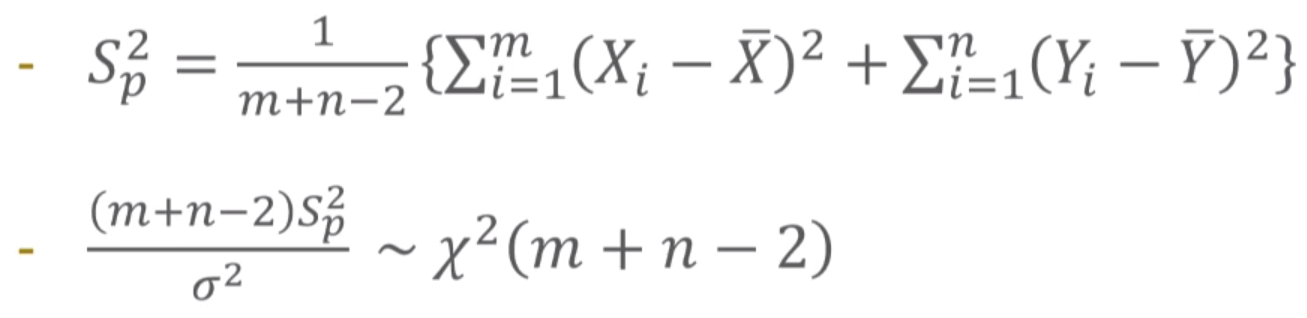 - $S_p^2 = \frac{1}{m+n-2}\{\sum_{i=1}^{m}(X_i - \bar{X})^2 + \sum_{i=1}^{n}(Y_i - \bar{Y})^2\}$
- $\frac{(m+n-2)S_p^2}{\sigma^2} \sim \chi^2(m + n - 2)$